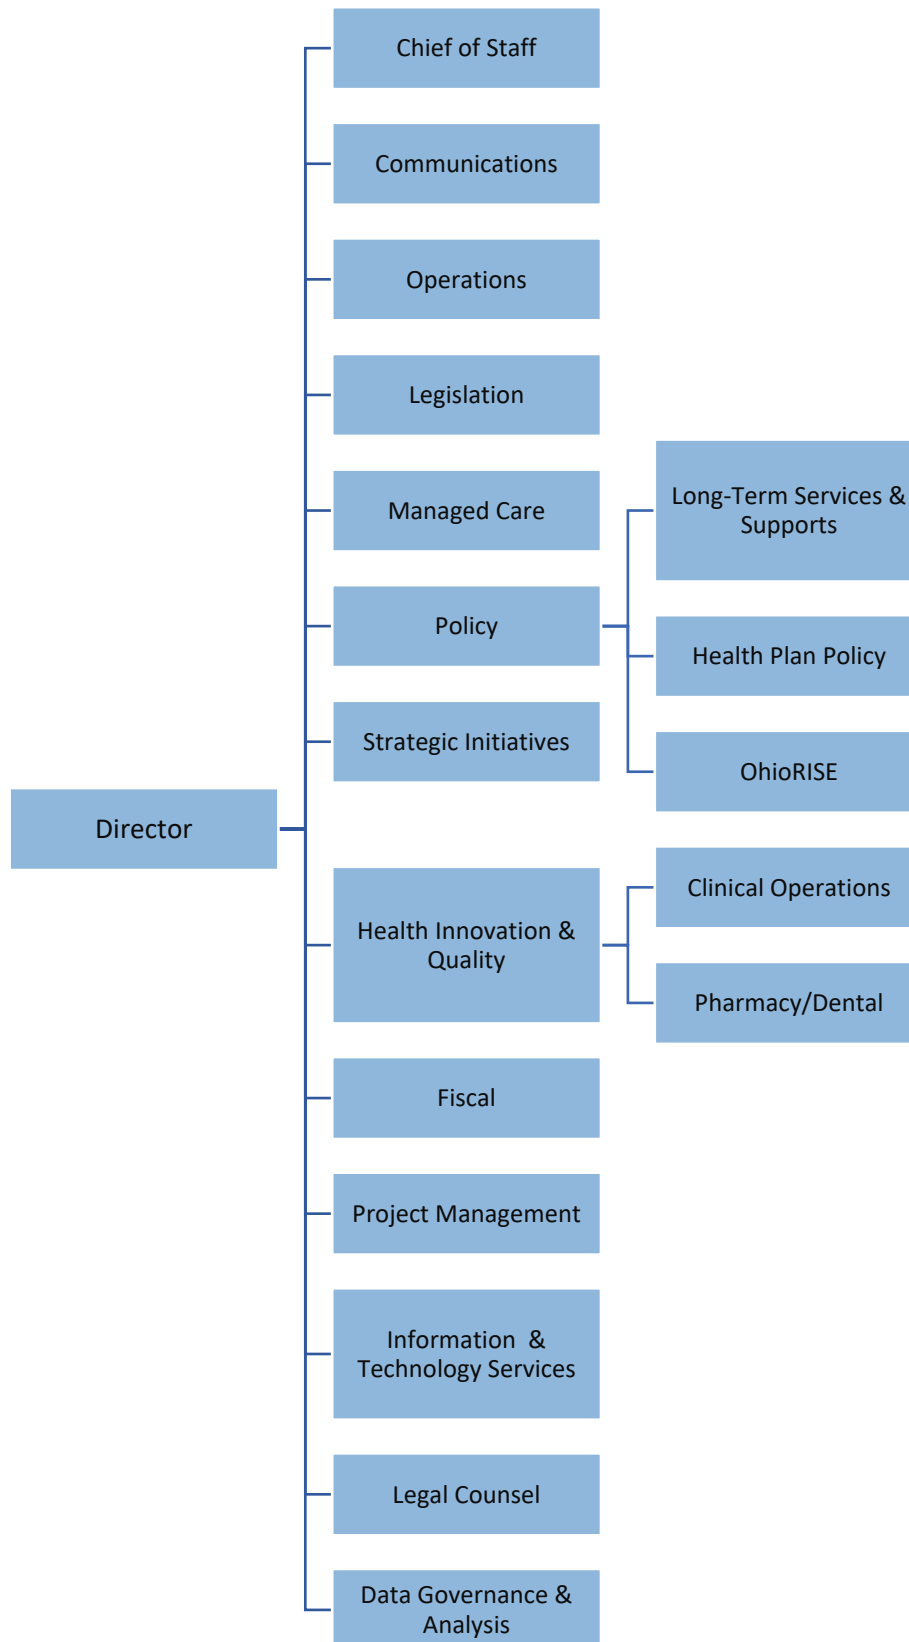 Chief of Staff
Communications
Operations
Legislation
Managed Care
Policy
Long-Term Services &
Supports
Health Plan Policy
OhioRISE
Strategic Initiatives
Director
Health Innovation &
Quality
Clinical Operations
Pharmacy/Dental
Fiscal
Project Management
Information  &
Technology Services
Legal Counsel
Data Governance &
Analysis